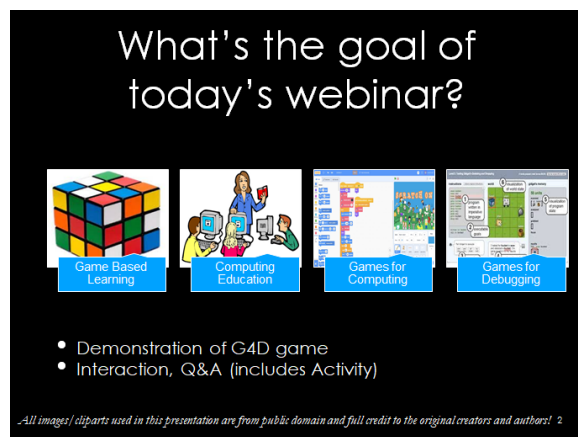 What's the goal of
today's webinar?
SCRATCH ON
Game Based
Learning
Computing
Education
Games for
Computing
Games for
Debugging
• Demonstration of G4D game
• Interaction, Q&A (includes Activity)
All images/cliparts used in this presentation are from public domain and full credit to the original creators and authors! 2